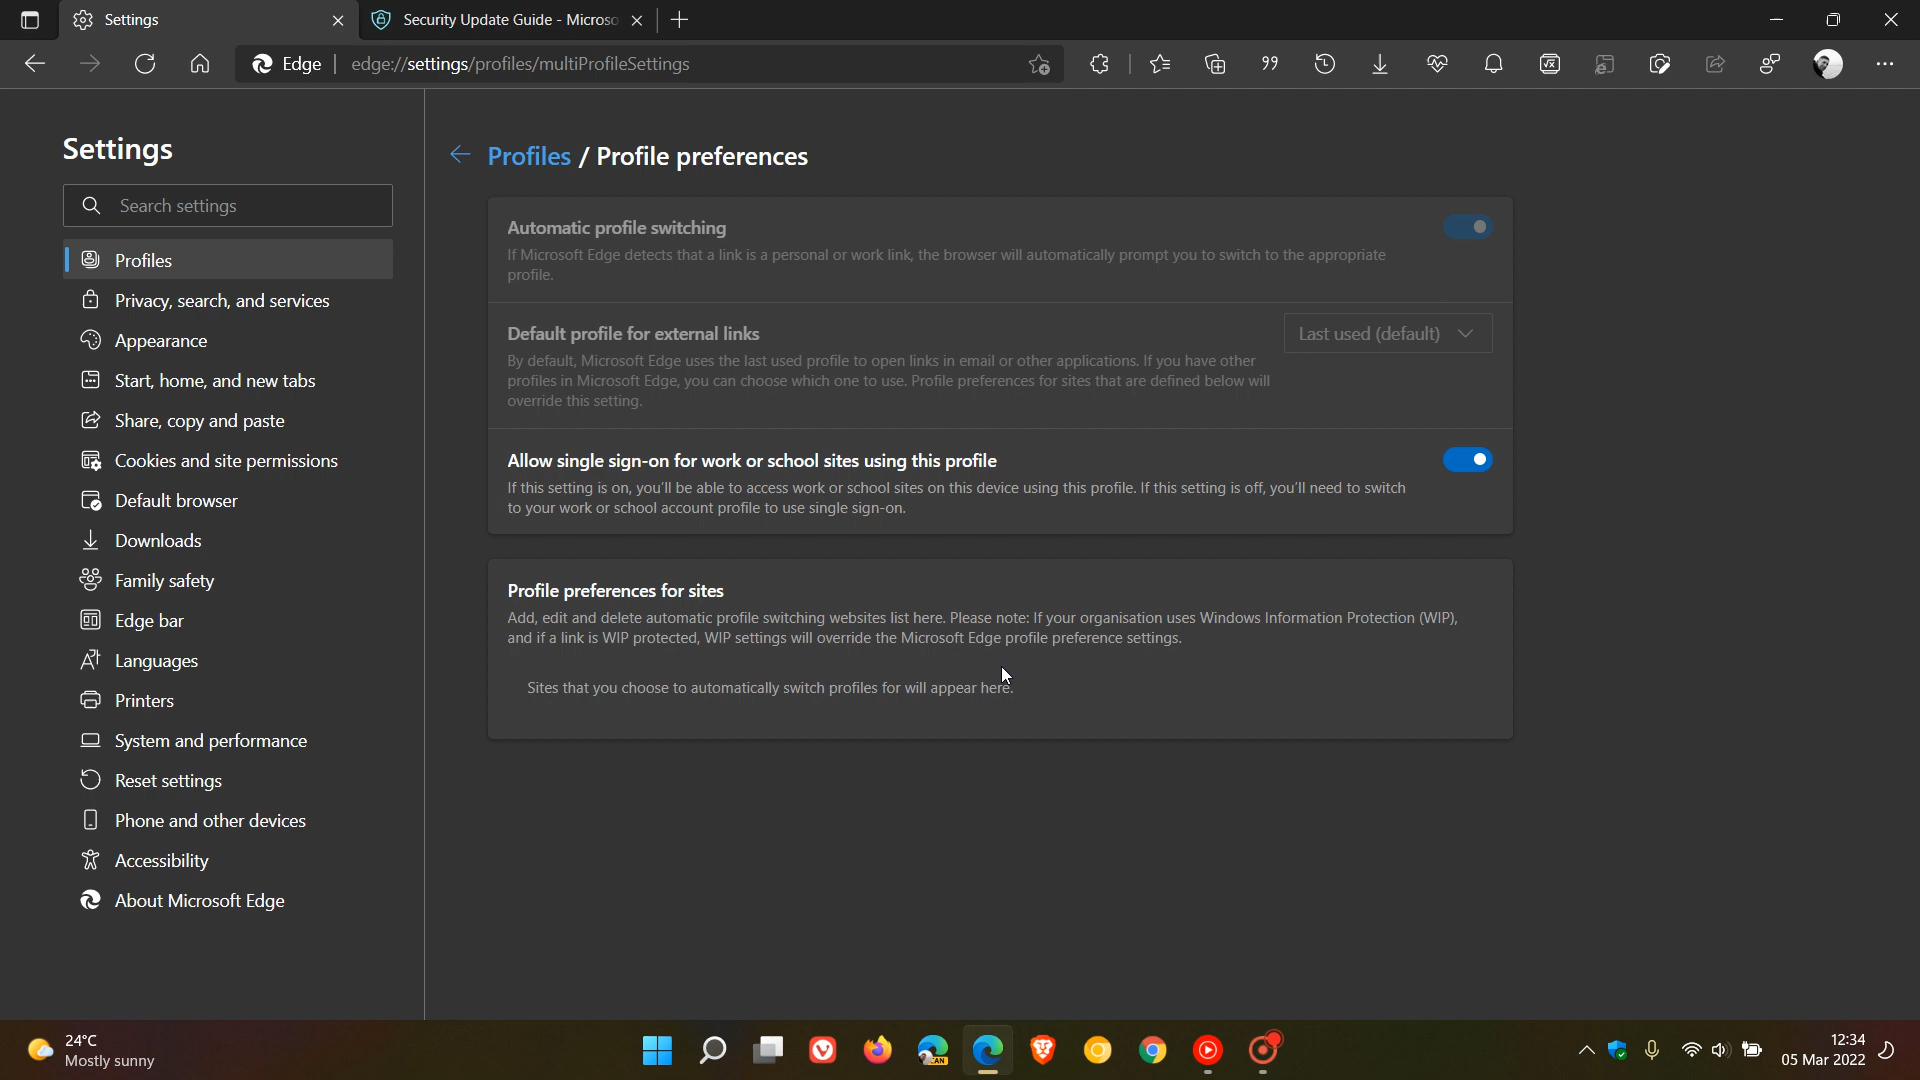 Settings
Security Update Guide - Microso
Edge
edge://settings/profiles/multiProfileSettings
Settings
Search settings
Profiles
Privacy, search, and services
Appearance
Start, home, and new tabs
Share, copy and paste
Cookies and site permissions
Default browser
Downloads
Family safety
Edge bar
Languages
Printers
System and performance
Reset settings
Phone and other devices
Accessibility
About Microsoft Edge
Profiles / Profile preferences
Automatic profile switching
If Microsoft Edge detects that a link is a personal or work link, the browser will automatically prompt you to switch to the appropriate
profile.
Default profile for external links
Last used (default)
By default, Microsoft Edge uses the last used profile to open links in email or other applications. If you have other
profiles in Microsoft Edge, you can choose which one to use. Profile preferences for sites that are defined below will
override this setting.
Allow single sign-on for work or school sites using this profile
If this setting is on, you'll be able to access work or school sites on this device using this profile. If this setting is off, you'll need to switch
to your work or school account profile to use single sign-on.
Profile preferences for sites
Add, edit and delete automatic profile switching websites list here. Please note: If your organisation uses Windows Information Protection (WIP),
and if a link is WIP protected, WIP settings will override the Microsoft Edge profile preference settings.
Sites that you choose to automatically switch profiles for will appear here.
24°C
Mostly sunny
CAN
12:34
05 Mar 2022